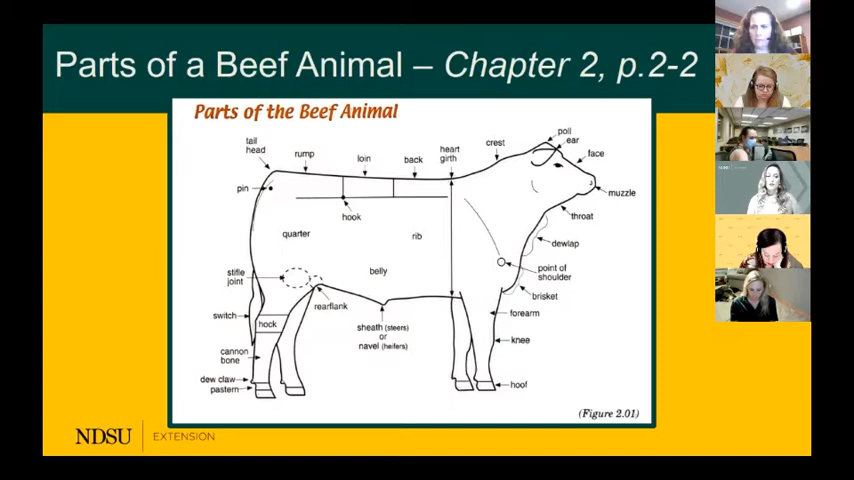 Parts of a Beef Animal – Chapter 2, p.2-2
Parts of the Beef Animal
poll
ear
tail
head
rump
loin
back
heart
girth
crest
face
pin
muzzle
hook
throat
quarter
rib
dewlap
stifle
joint
belly
point of
shoulder
rearflank
brisket
switch
hock
sheath (steers)
or
navel (heifers)
forearm
knee
cannon
bone
dew claw
pastern
hoof
(Figure 2.01)
NDSU EXTENSION